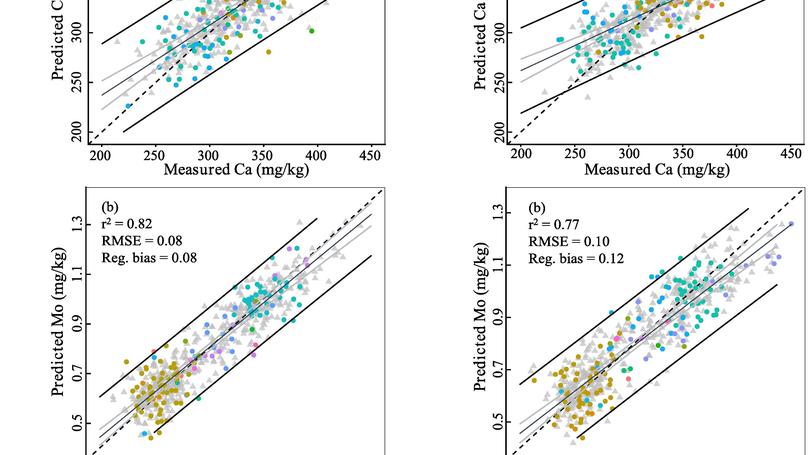 Predicted C
300
250
200
200 250 300 350 400 450
Measured Ca (mg/kg)
Predicted Ca
300
250
200
200 250 300 350 400 450
Measured Ca (mg/kg)
(b)
r² = 0.82
RMSE = 0.08
Reg. bias = 0.08
Predicted Mo (mg/kg)
1.3
1.1
0.9
0.7
0.5
(b)
r² = 0.77
RMSE = 0.10
Reg. bias = 0.12
Predicted Mo (mg/kg)
1.3
1.1
0.9
0.7
0.5